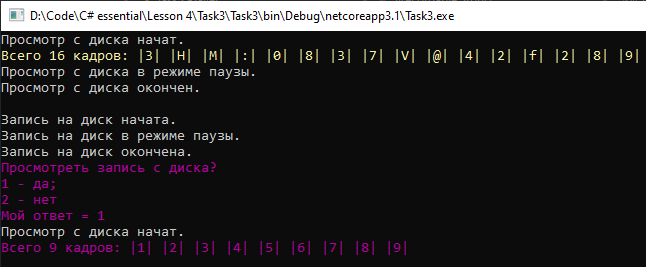 D:\Code\C# essential\Lesson 4\Task3\Task3\bin\Debug\netcoreapp3.1\Task3.exe
Просмотр с диска начат.
Всего 16 кадров: |3| |H| |M| |:| |0| |8| |3| |7| |V| |@| |4| |2| |f| |2| |8| |9|
Просмотр с диска в режиме паузы.
Просмотр с диска окончен.
Запись на диск начата.
Запись на диск в режиме паузы.
Запись на диск окончена.
Просмотреть запись с диска?
1 - да;
2 - нет
Мой ответ = 1
Просмотр с диска начат.
Всего 9 кадров: |1| |2| |3| |4| |5| |6| |7| |8| |9|